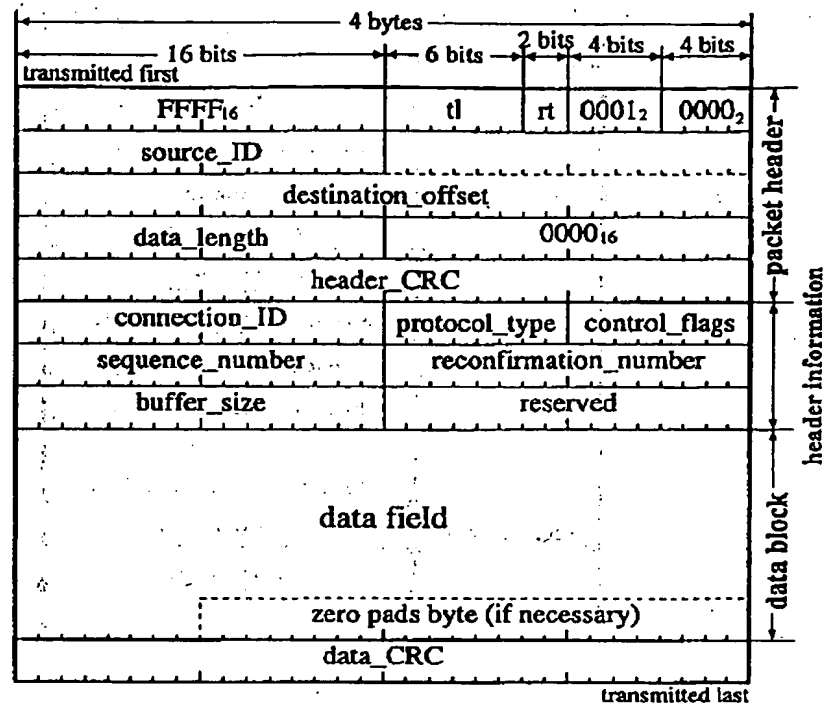 4 bytes
16 bits 6 bits 2 bits 4 bits 4 bits
transmitted first
FFFF₁₆ tl rt 0001₂ 0000₂
source_ID
destination_offset
data_length 0000₁₆
header_CRC
packet header
connection_ID protocol_type control_flags
sequence_number reconfirmation_number
buffer_size reserved
header information
data field
zero pads byte (if necessary)
data block
data_CRC
transmitted last